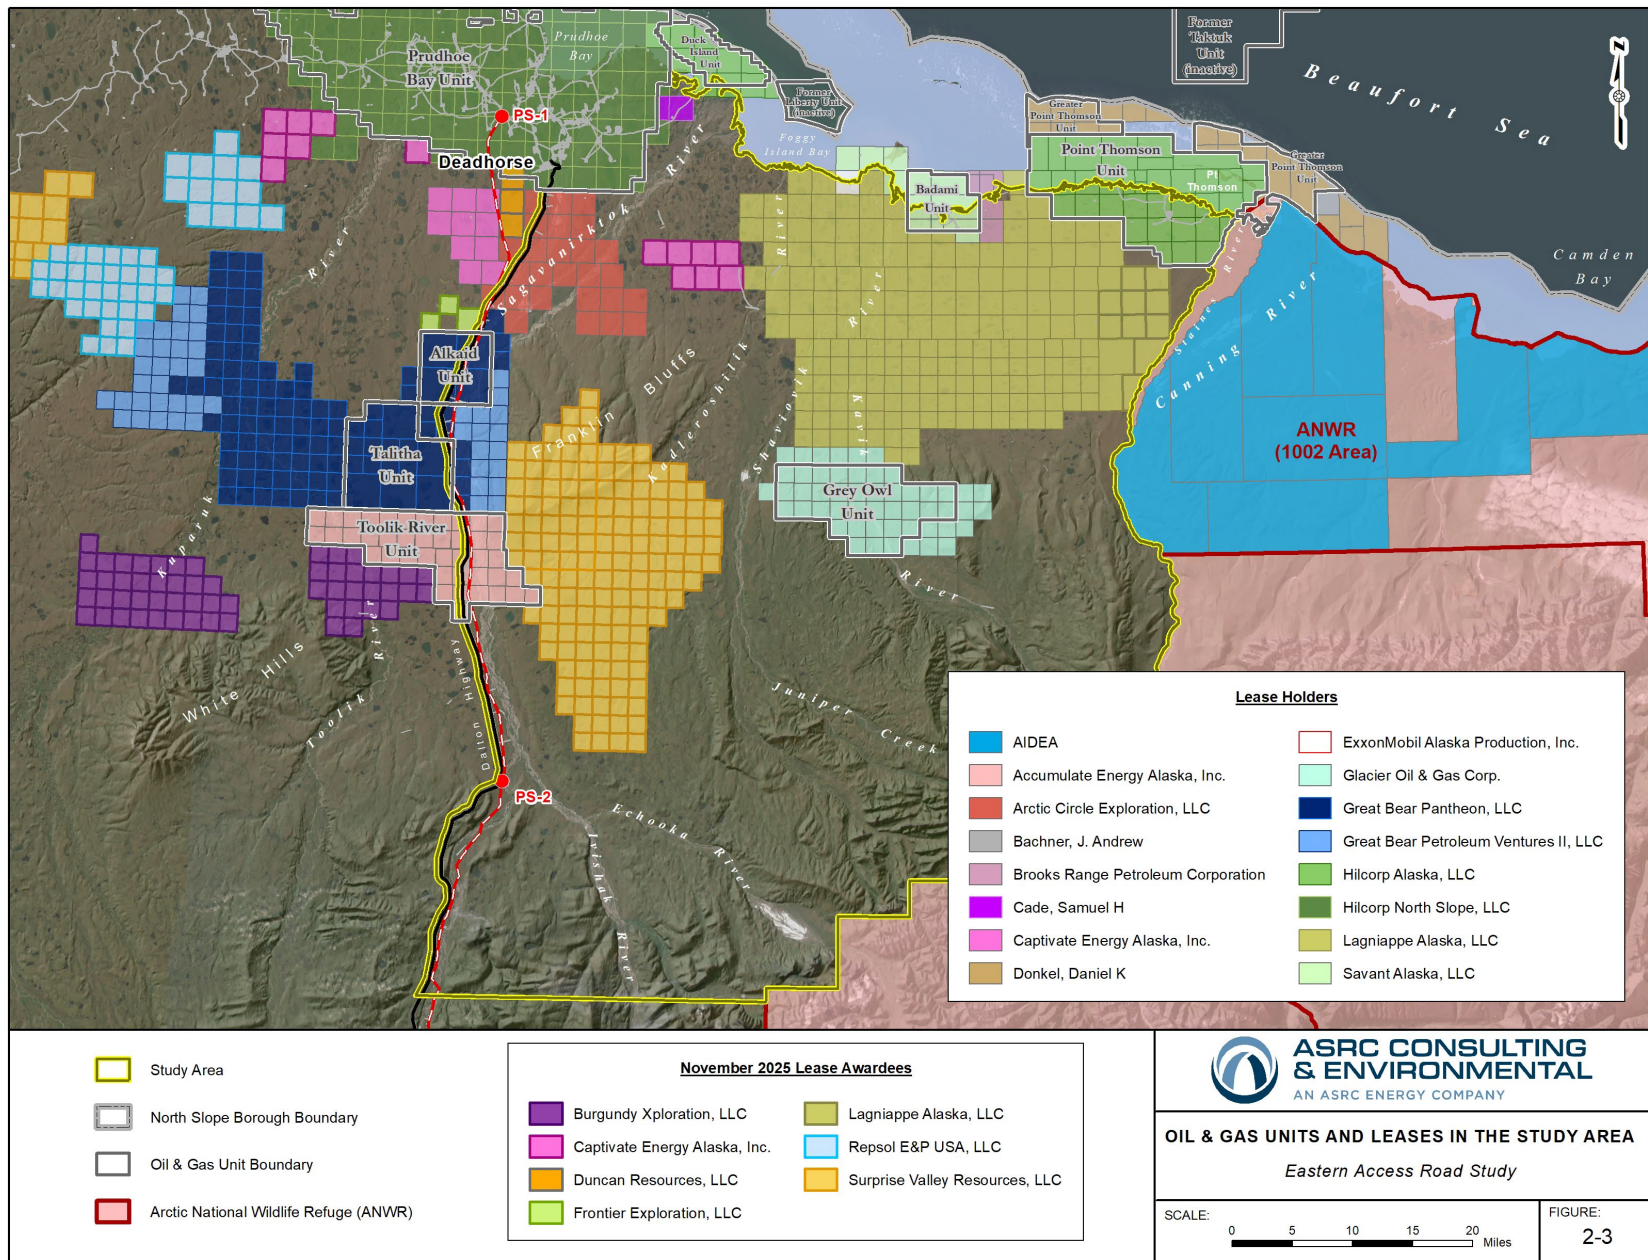 Prudhoe
Bay Unit
Prudhoe
Bay
Duck
Island
Unit
Former
Liberty Unit
(inactive)
Former
Taktuk
Unit
(inactive)
Beaufort Sea
N
PS-1
Deadhorse
River
Foggy
Island Bay
Greater
Point Thomson
Unit
Point Thomson
Unit
Pt
Thomson
Greater
Point Thomson
Unit
Badami
Unit
Camden
Bay
River
Sagavanirktok
River
River
River
Staines
Canning River
Alkaid
Unit
Bluffs
Franklin
Kadleroshilik
Shaviovik
Kavik
ANWR
(1002 Area)
Talitha
Unit
Grey Owl
Unit
Toolik River
Unit
Kuparuk
River
River
White Hills
Toolik
Dalton Highway
Juniper
Creek
PS-2
Echooka
River
Ivishak
River
Lease Holders
AIDEA
Accumulate Energy Alaska, Inc.
Arctic Circle Exploration, LLC
Bachner, J. Andrew
Brooks Range Petroleum Corporation
Cade, Samuel H
Captivate Energy Alaska, Inc.
Donkel, Daniel K
ExxonMobil Alaska Production, Inc.
Glacier Oil & Gas Corp.
Great Bear Pantheon, LLC
Great Bear Petroleum Ventures II, LLC
Hilcorp Alaska, LLC
Hilcorp North Slope, LLC
Lagniappe Alaska, LLC
Savant Alaska, LLC
Study Area
North Slope Borough Boundary
Oil & Gas Unit Boundary
Arctic National Wildlife Refuge (ANWR)
November 2025 Lease Awardees
Burgundy Xploration, LLC
Captivate Energy Alaska, Inc.
Duncan Resources, LLC
Frontier Exploration, LLC
Lagniappe Alaska, LLC
Repsol E&P USA, LLC
Surprise Valley Resources, LLC
ASRC CONSULTING
& ENVIRONMENTAL
AN ASRC ENERGY COMPANY
OIL & GAS UNITS AND LEASES IN THE STUDY AREA
Eastern Access Road Study
SCALE:
0 5 10 15 20
Miles
FIGURE:
2-3